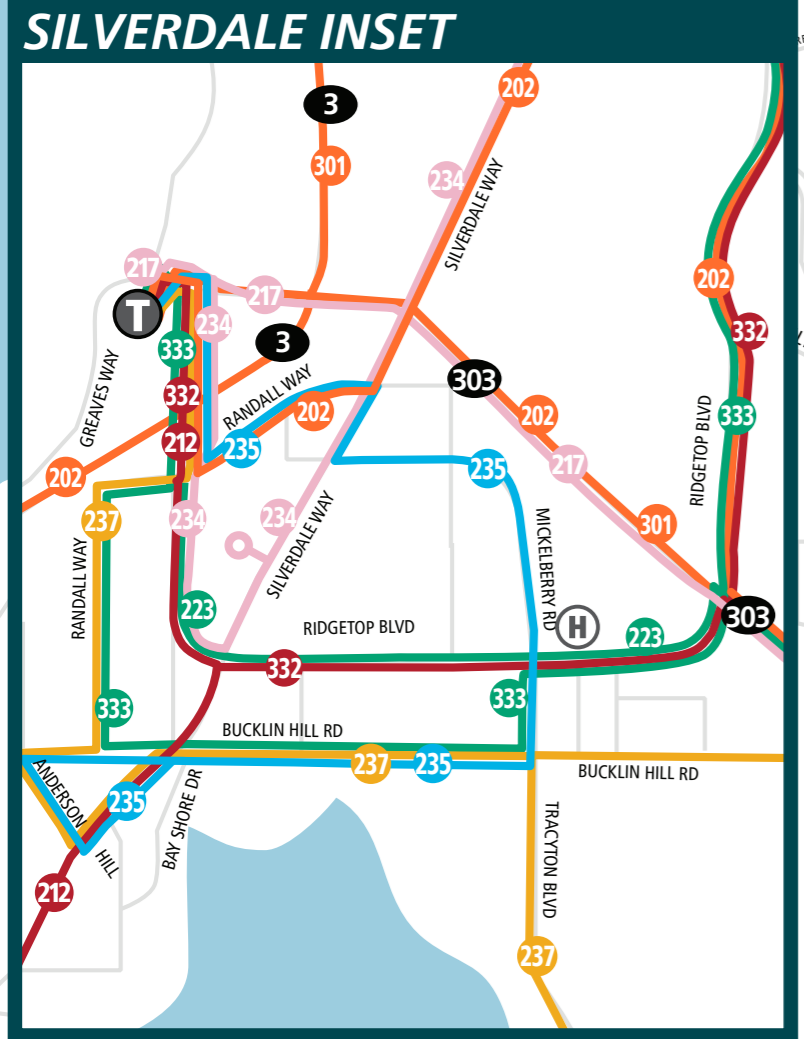 SILVERDALE INSET
3
202
301
234
SILVERDALE WAY
217
217
202
T
234
3
332
333
303
GREAVES WAY
332
RANDALL WAY
202
202
333
RIDGETOP BLVD
212
235
217
202
235
237
234
234
301
SILVERDALE WAY
MICKELBERRY RD
RANDALL WAY
223
RIDGETOP BLVD
H
223
303
332
333
333
BUCKLIN HILL RD
237
235
BUCKLIN HILL RD
ANDERSON HILL
235
BAY SHORE DR
TRACYTON BLVD
212
237